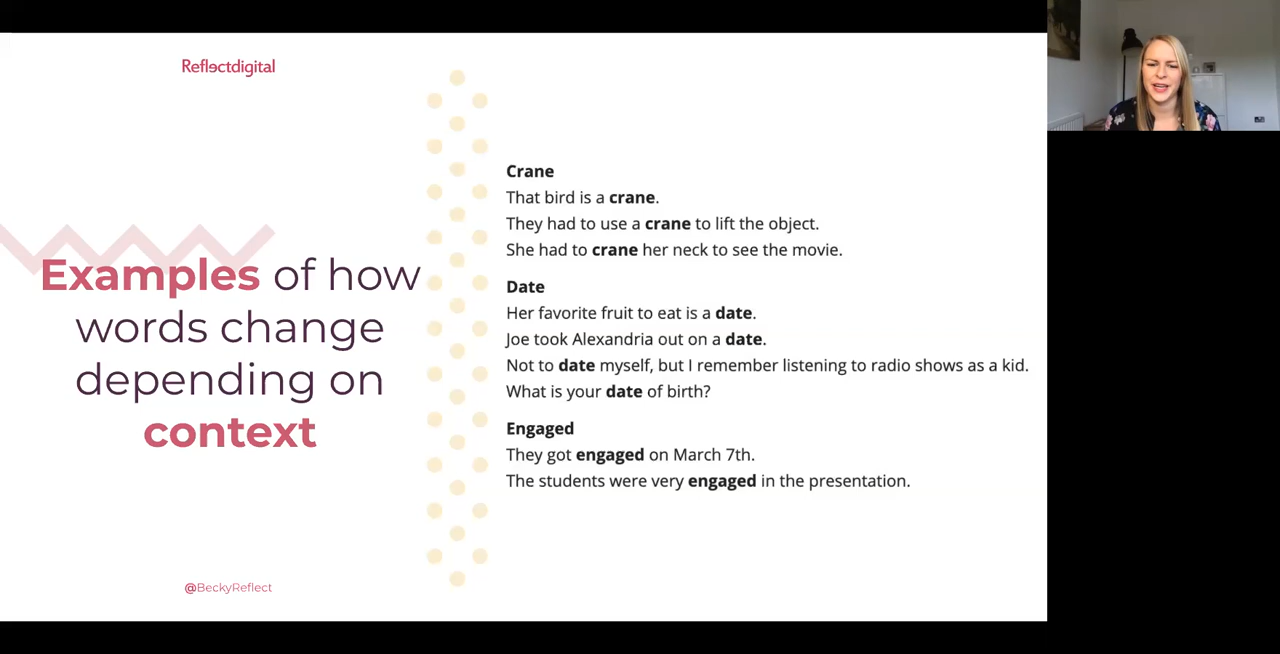 Reflectdigital
Examples of how
words change
depending on
context
@BeckyReflect
Crane
That bird is a crane.
They had to use a crane to lift the object.
She had to crane her neck to see the movie.
Date
Her favorite fruit to eat is a date.
Joe took Alexandria out on a date.
Not to date myself, but I remember listening to radio shows as a kid.
What is your date of birth?
Engaged
They got engaged on March 7th.
The students were very engaged in the presentation.